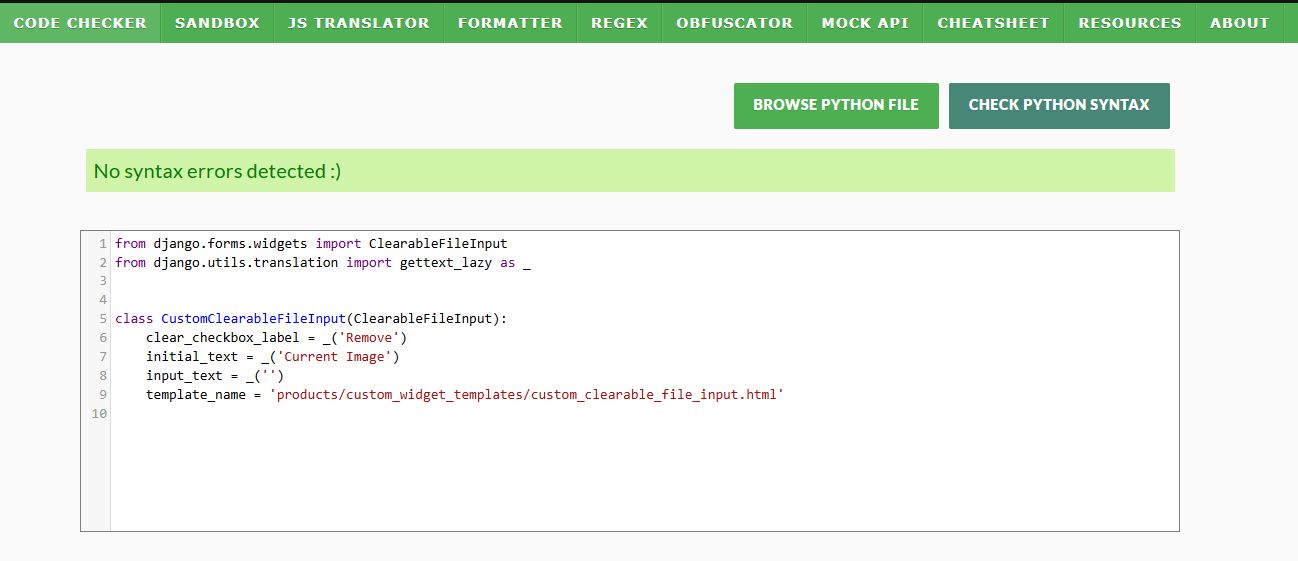 CODE CHECKER SANDBOX JS TRANSLATOR FORMATTER REGEX OBFUSCATOR MOCK API CHEATSHEET RESOURCES ABOUT
BROWSE PYTHON FILE CHECK PYTHON SYNTAX
No syntax errors detected :)
1 from django.forms.widgets import ClearableFileInput
2 from django.utils.translation import gettext_lazy as _
3
4
5 class CustomClearableFileInput(ClearableFileInput):
6     clear_checkbox_label = _('Remove')
7     initial_text = _('Current Image')
8     input_text = _('')
9     template_name = 'products/custom_widget_templates/custom_clearable_file_input.html'
10